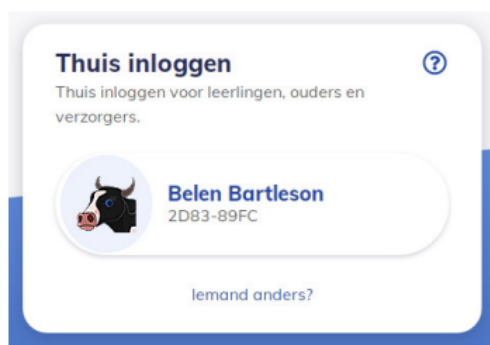 Thuis inloggen
Thuis inloggen voor leerlingen, ouders en
verzorgers.
Belen Bartleson
2D83-89FC
Iemand anders?